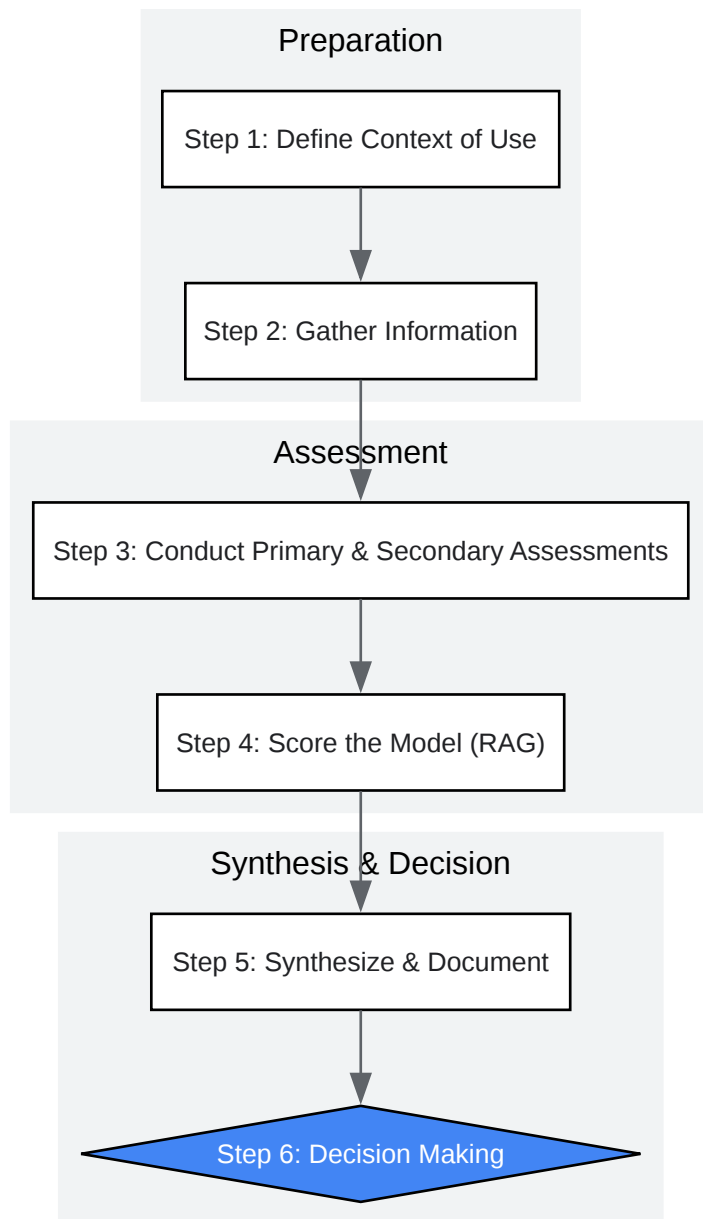 Preparation
Step 1: Define Context of Use
Step 2: Gather Information
Assessment
Step 3: Conduct Primary & Secondary Assessments
Step 4: Score the Model (RAG)
Synthesis & Decision
Step 5: Synthesize & Document
Step 6: Decision Making